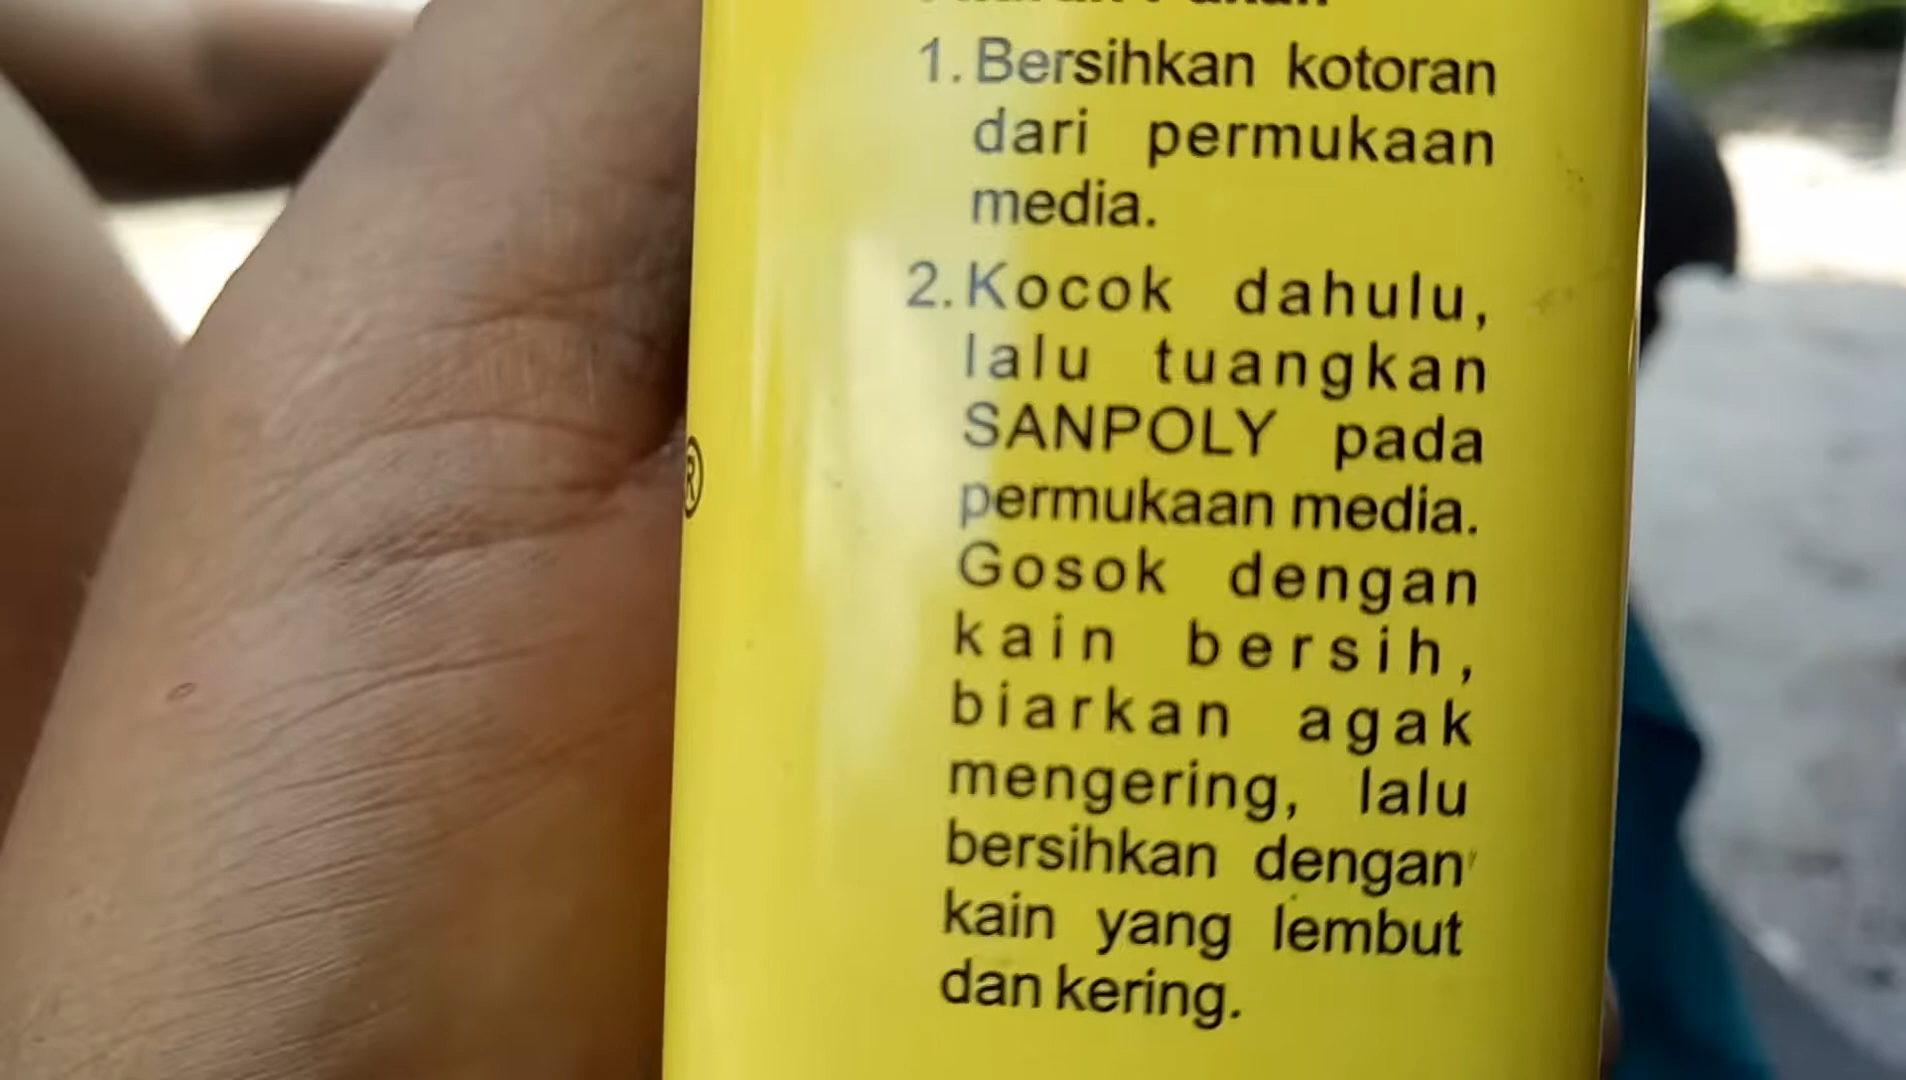 1. Bersihkan kotoran
dari permukaan
media.
2. Kocok dahulu,
lalu tuangkan
SANPOLY pada
permukaan media.
Gosok dengan
kain bersih,
biarkan agak
mengering, lalu
bersihkan dengan
kain yang lembut
dan kering.
®